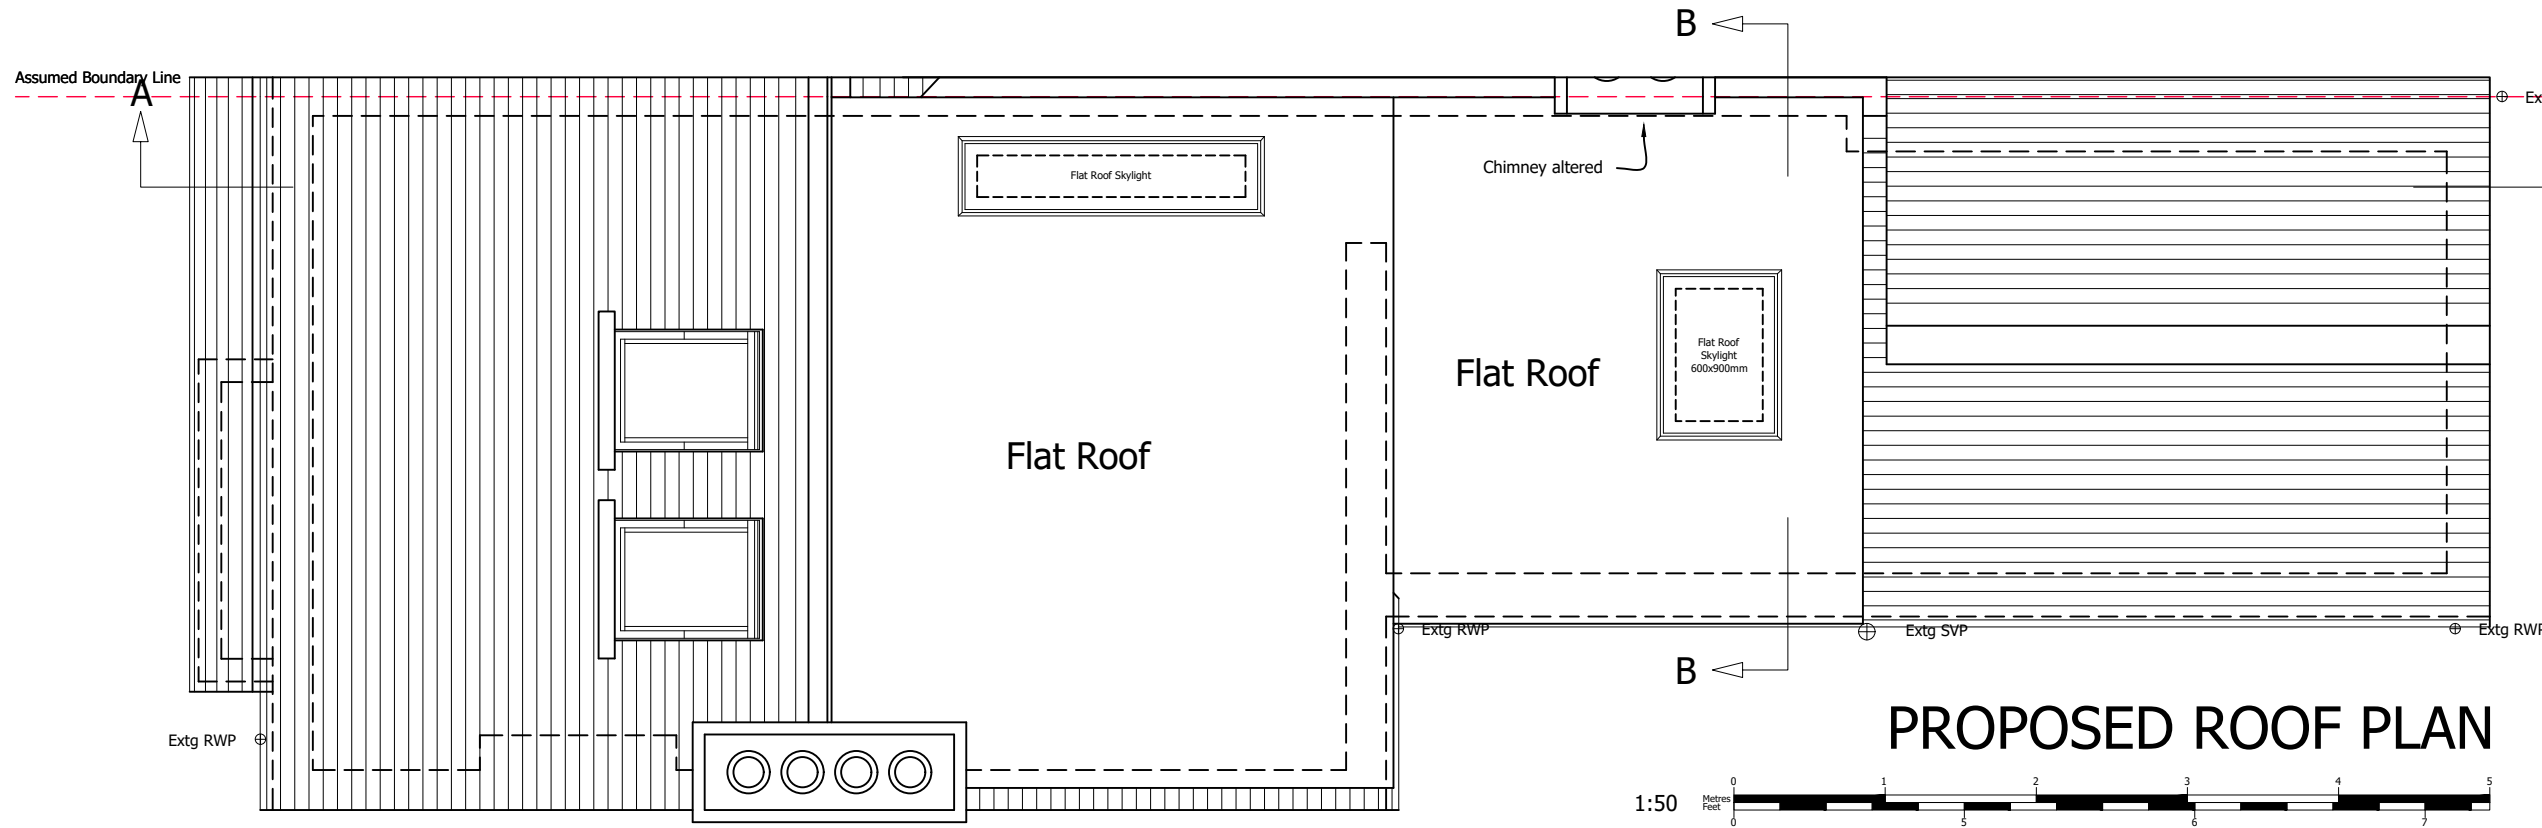 B
Assumed Boundary Line
A
Ex
Flat Roof Skylight
Chimney altered
Flat Roof
Skylight
600x900mm
Flat Roof
Flat Roof
Extg RWP
Extg SVP
Extg RWP
B
Extg RWP
PROPOSED ROOF PLAN
1:50
Metres
Feet
0 1 2 3 4 5
0 5 6 7